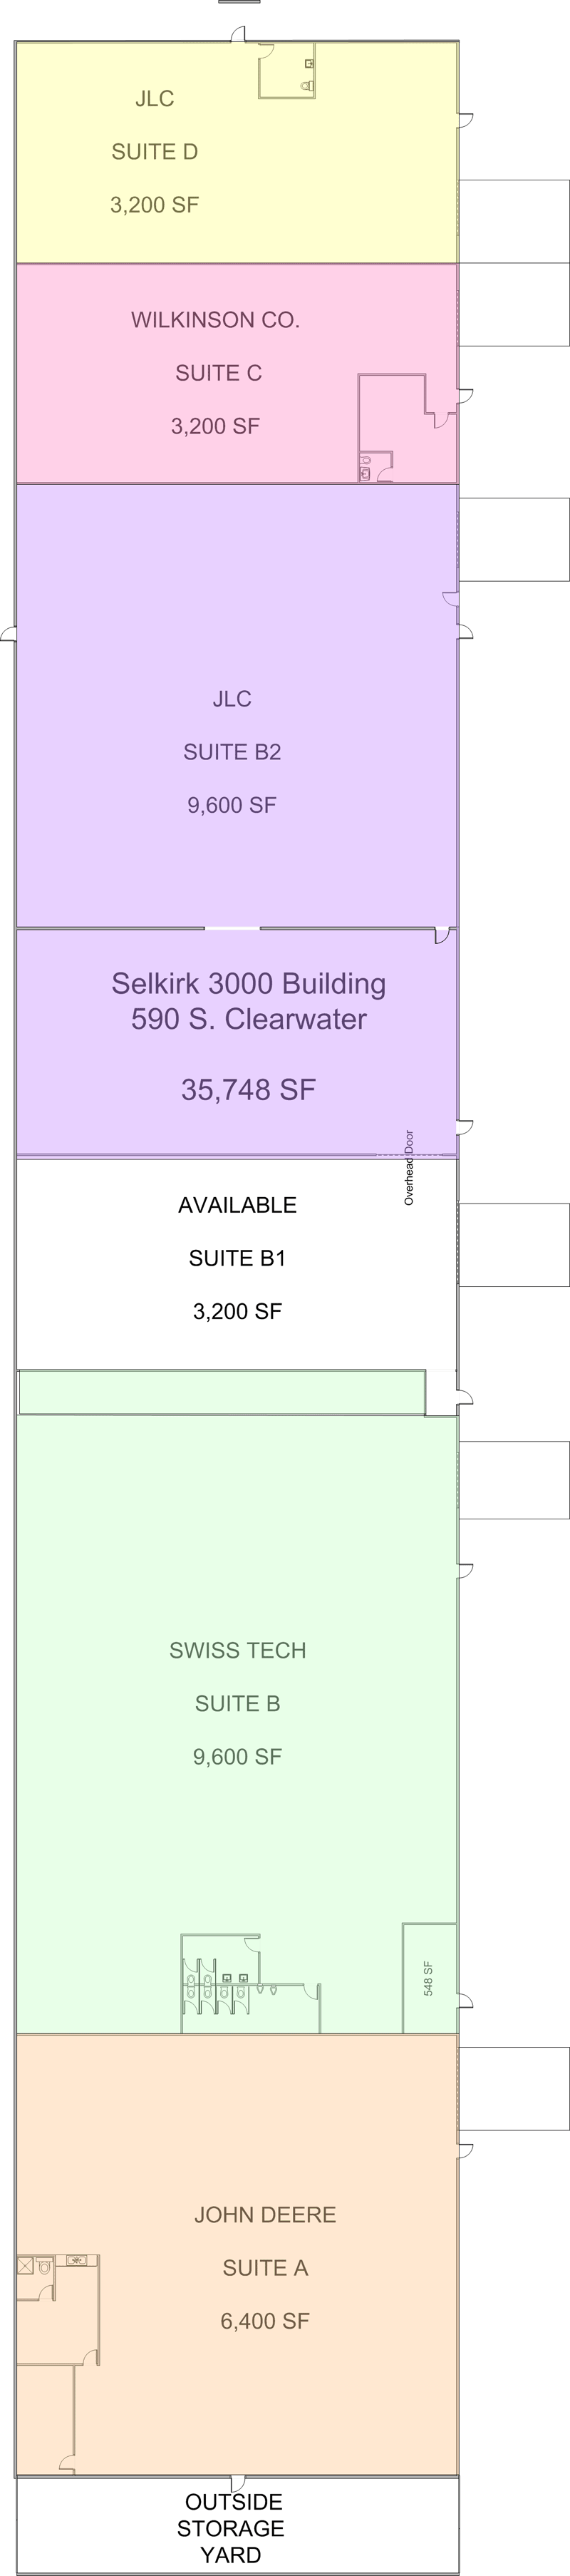 JLC
SUITE D
3,200 SF
WILKINSON CO.
SUITE C
3,200 SF
JLC
SUITE B2
9,600 SF
Selkirk 3000 Building
590 S. Clearwater
35,748 SF
Overhead Door
AVAILABLE
SUITE B1
3,200 SF
SWISS TECH
SUITE B
9,600 SF
548 SF
JOHN DEERE
SUITE A
6,400 SF
OUTSIDE
STORAGE
YARD